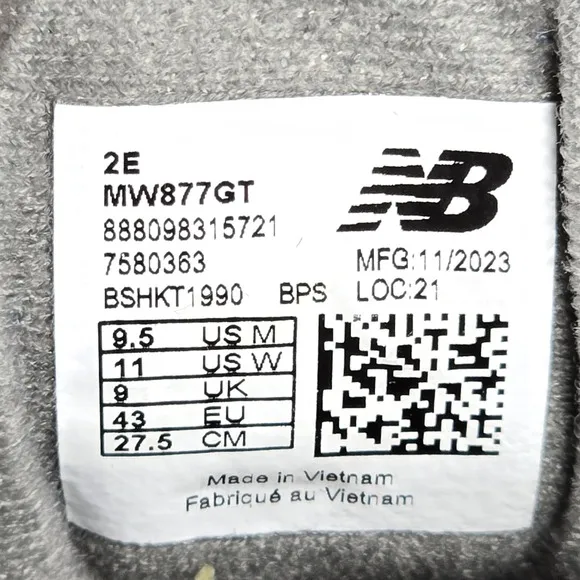 2E
MW877GT
888098315721
7580363
BSHKT1990 BPS
NB
MFG:11/2023
LOC:21
9.5 US M
11 US W
9 UK
43 EU
27.5 CM
Made in Vietnam
Fabriqué au Vietnam